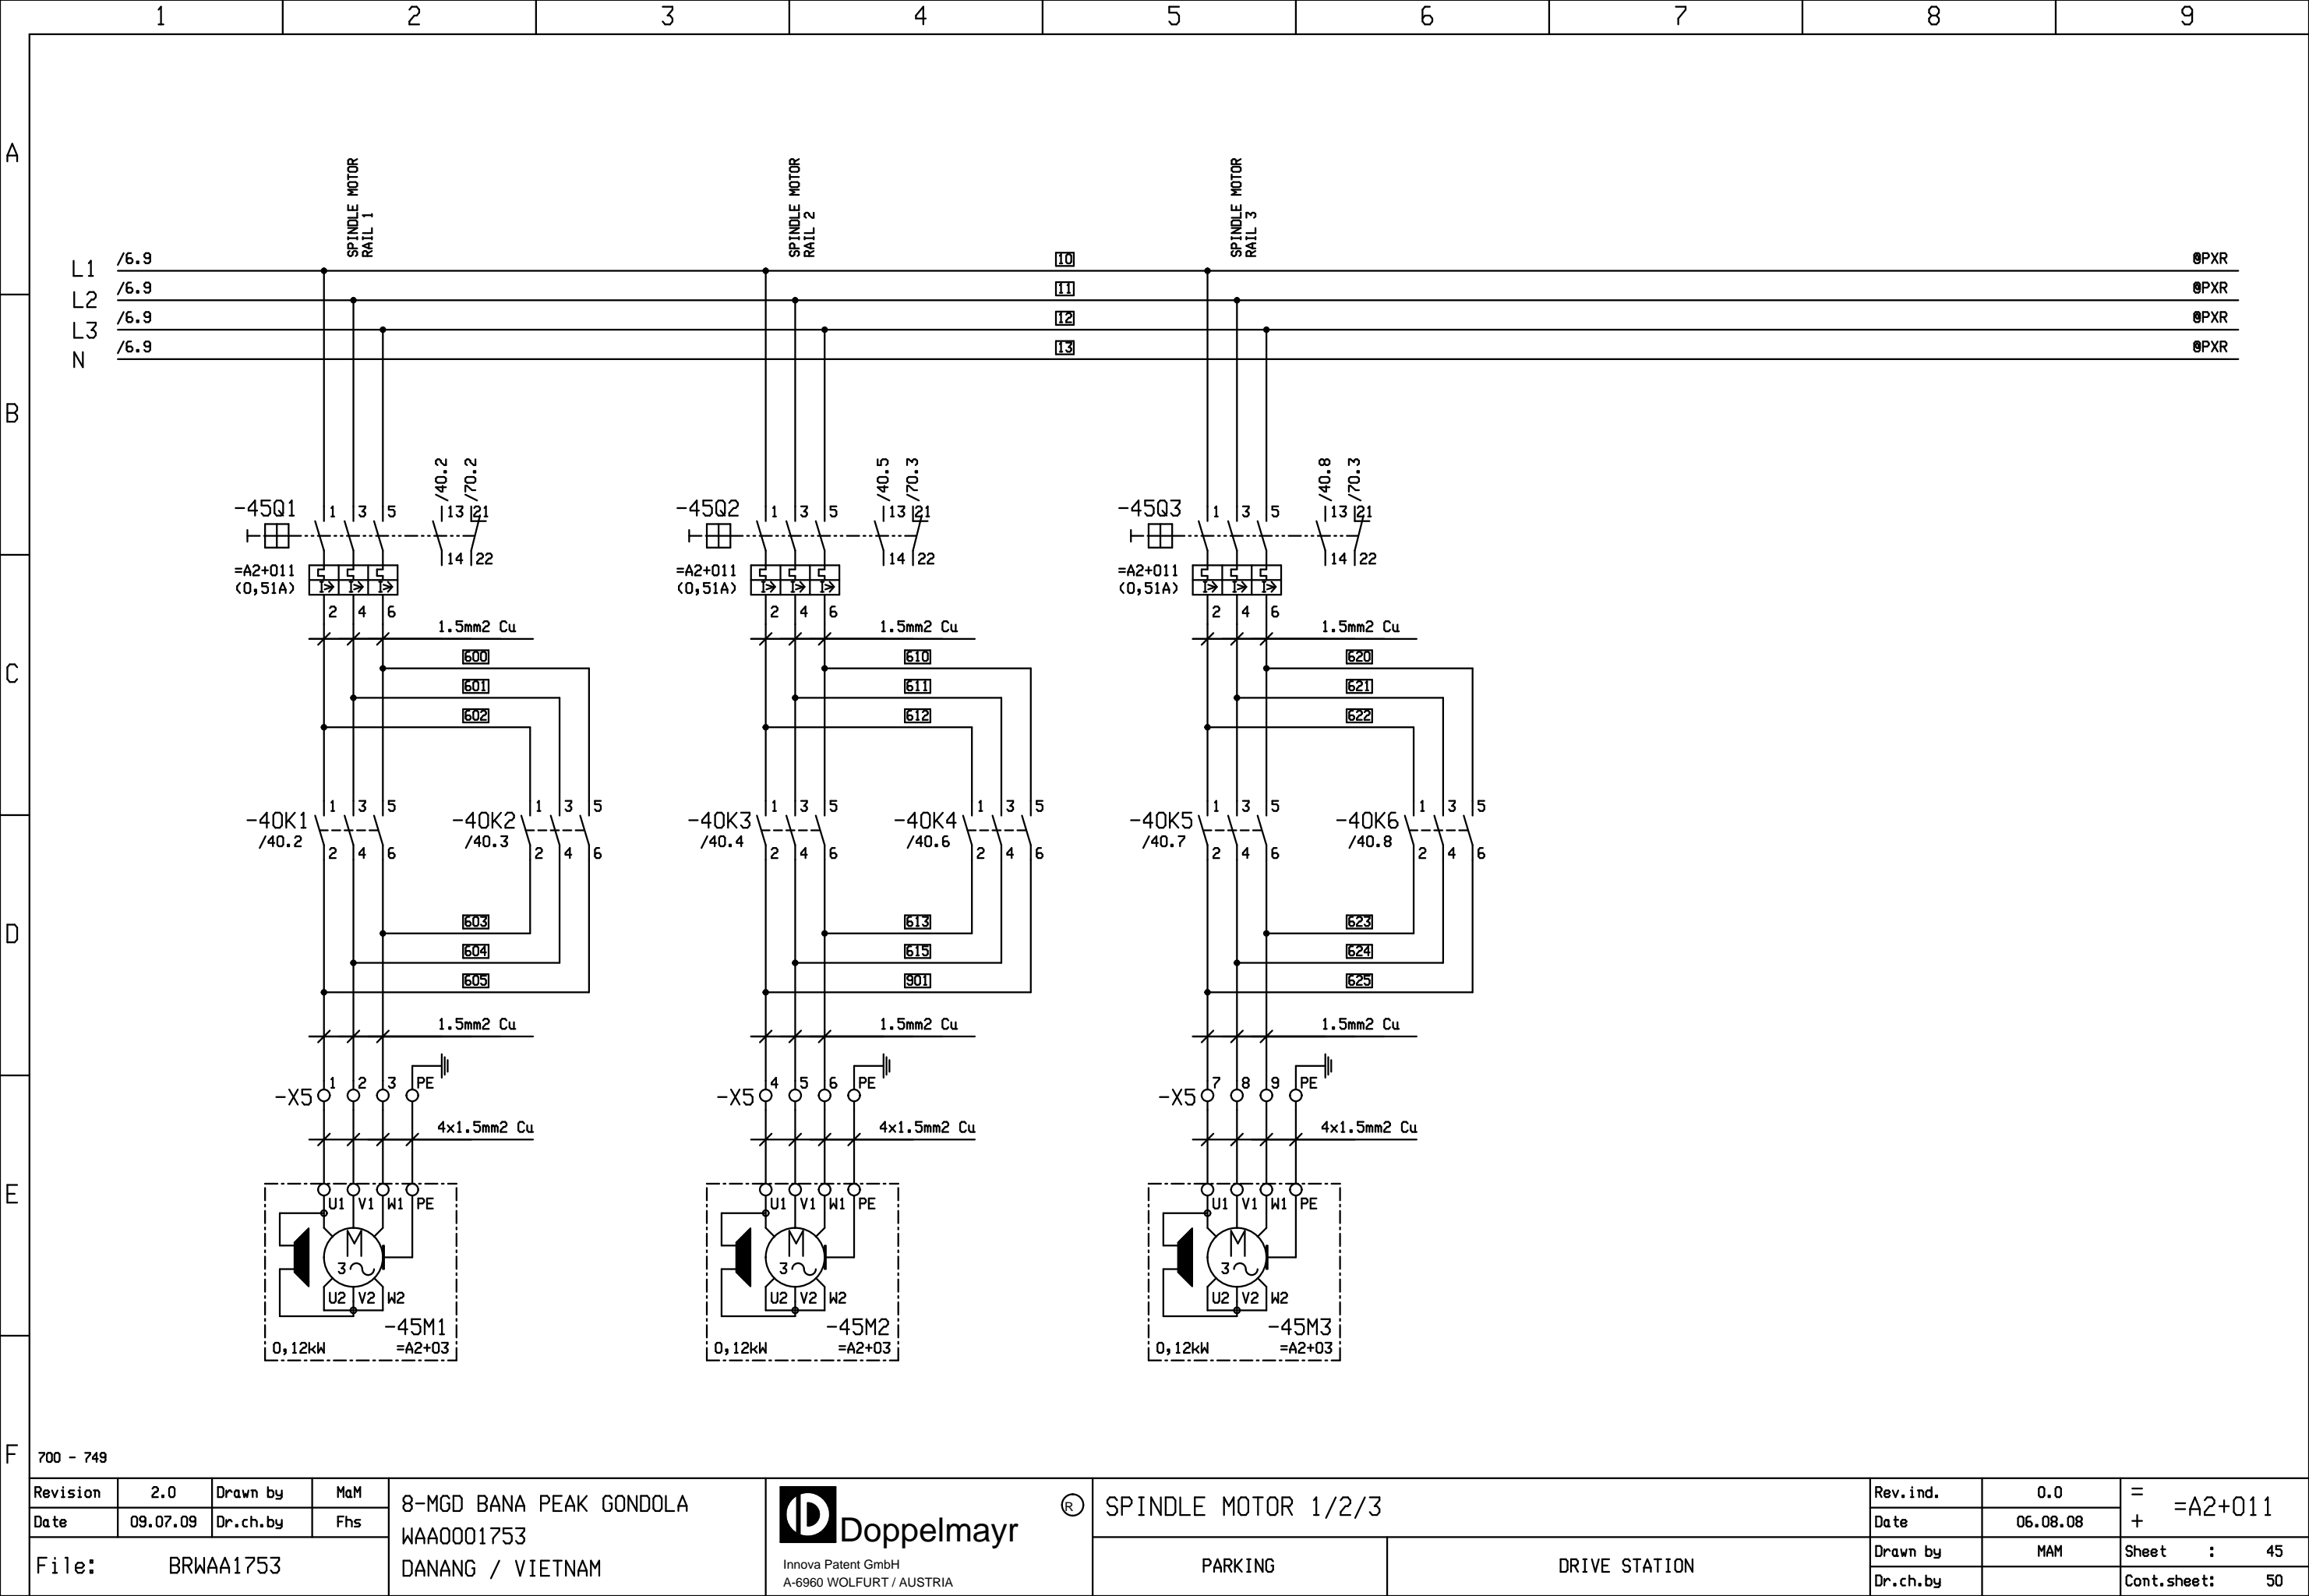 1 2 3 4 5 6 7 8 9
A
B
C
D
E
F
SPINDLE MOTOR
RAIL 1
SPINDLE MOTOR
RAIL 2
SPINDLE MOTOR
RAIL 3
L1 /6.9 10 @PXR
L2 /6.9 11 @PXR
L3 /6.9 12 @PXR
N /6.9 13 @PXR
/40.2 /70.2 /40.5 /70.3 /40.8 /70.3
-45Q1 1 3 5 13 21 -45Q2 1 3 5 13 21 -45Q3 1 3 5 13 21
14 22 14 22 14 22
=A2+011 =A2+011 =A2+011
(0,51A) I> I> I> (0,51A) I> I> I> (0,51A) I> I> I>
2 4 6 2 4 6 2 4 6
1.5mm2 Cu 1.5mm2 Cu 1.5mm2 Cu
600 610 620
601 611 621
602 612 622
1 3 5 1 3 5 1 3 5 1 3 5 1 3 5 1 3 5
-40K1 -40K2 -40K3 -40K4 -40K5 -40K6
/40.2 /40.3 /40.4 /40.6 /40.7 /40.8
2 4 6 2 4 6 2 4 6 2 4 6 2 4 6 2 4 6
603 613 623
604 615 624
605 901 625
1.5mm2 Cu 1.5mm2 Cu 1.5mm2 Cu
1 2 3 PE 4 5 6 PE 7 8 9 PE
-X5 -X5 -X5
4x1.5mm2 Cu 4x1.5mm2 Cu 4x1.5mm2 Cu
U1 V1 W1 PE U1 V1 W1 PE U1 V1 W1 PE
M M M
3 3 3
U2 V2 W2 U2 V2 W2 U2 V2 W2
-45M1 -45M2 -45M3
0,12kW =A2+03 0,12kW =A2+03 0,12kW =A2+03
700 - 749
Revision 2.0 Drawn by MaM
Date 09.07.09 Dr.ch.by Fhs
File: BRWAA1753
8-MGD BANA PEAK GONDOLA
WAA0001753
DANANG / VIETNAM
Doppelmayr ®
Innova Patent GmbH
A-6960 WOLFURT / AUSTRIA
SPINDLE MOTOR 1/2/3
PARKING DRIVE STATION
Rev.ind. 0.0 =
Date 06.08.08 + =A2+011
Drawn by MAM Sheet : 45
Dr.ch.by Cont.sheet: 50